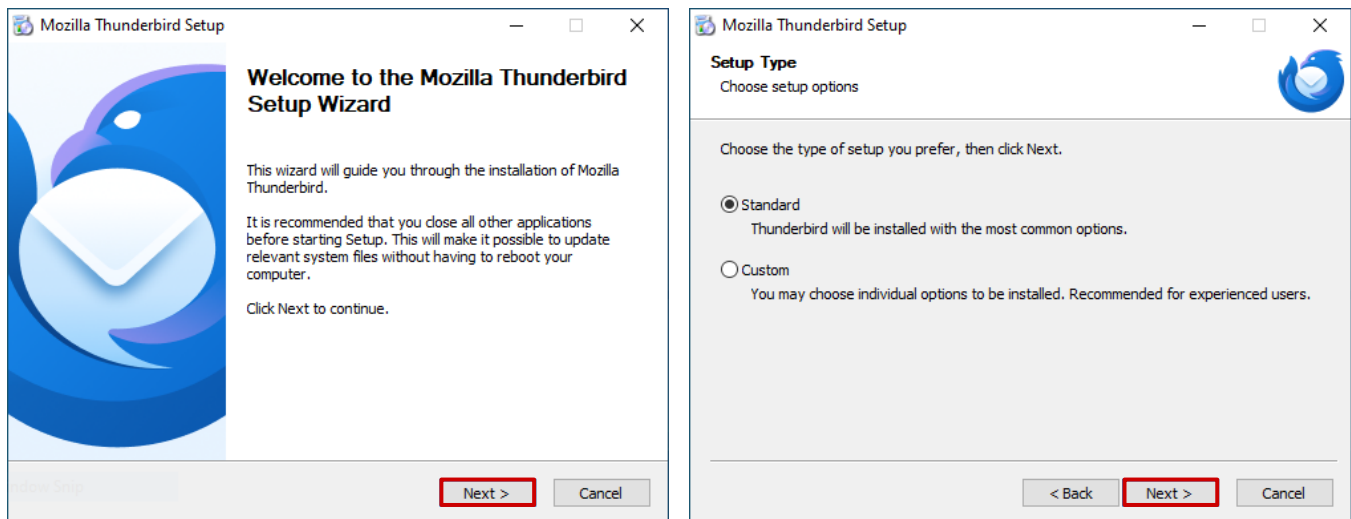 Mozilla Thunderbird Setup
Welcome to the Mozilla Thunderbird
Setup Wizard
This wizard will guide you through the installation of Mozilla
Thunderbird.
It is recommended that you close all other applications
before starting Setup. This will make it possible to update
relevant system files without having to reboot your
computer.
Click Next to continue.
Window Snip
Next >
Cancel
Mozilla Thunderbird Setup
Setup Type
Choose setup options
Choose the type of setup you prefer, then click Next.
Standard
Thunderbird will be installed with the most common options.
Custom
You may choose individual options to be installed. Recommended for experienced users.
< Back
Next >
Cancel